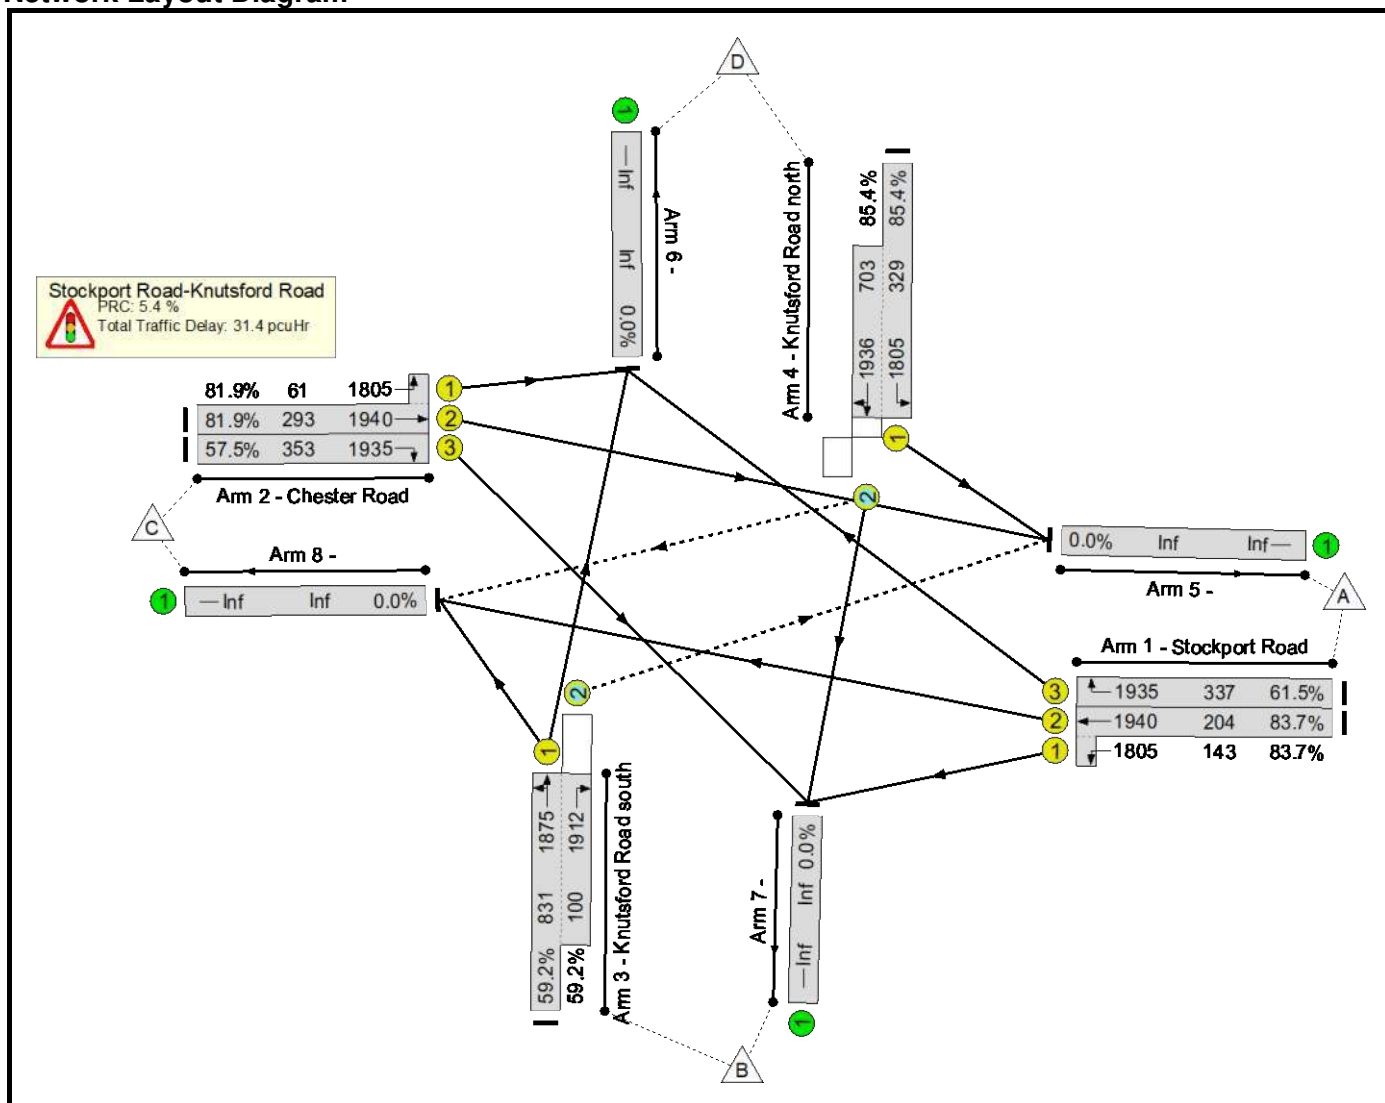 Network Layout Diagram
D
1
Inf
Inf
0.0%
Arm 6 -
Arm 4 - Knutsford Road north
85.4%
703
1936
85.4%
329
1805
1
2
Stockport Road-Knutsford Road
PRC: 5.4 %
Total Traffic Delay: 31.4 pcuHr
81.9% 61 1805
81.9% 293 1940
57.5% 353 1935
1
2
3
Arm 2 - Chester Road
C
Arm 8 -
1
Inf Inf 0.0%
0.0% Inf Inf
1
Arm 5 -
A
Arm 1 - Stockport Road
3
1935 337 61.5%
2
1940 204 83.7%
1
1805 143 83.7%
2
1
1875
831
59.2%
1912
100
59.2%
Arm 3 - Knutsford Road south
Arm 7 -
0.0%
Inf
Inf
1
B